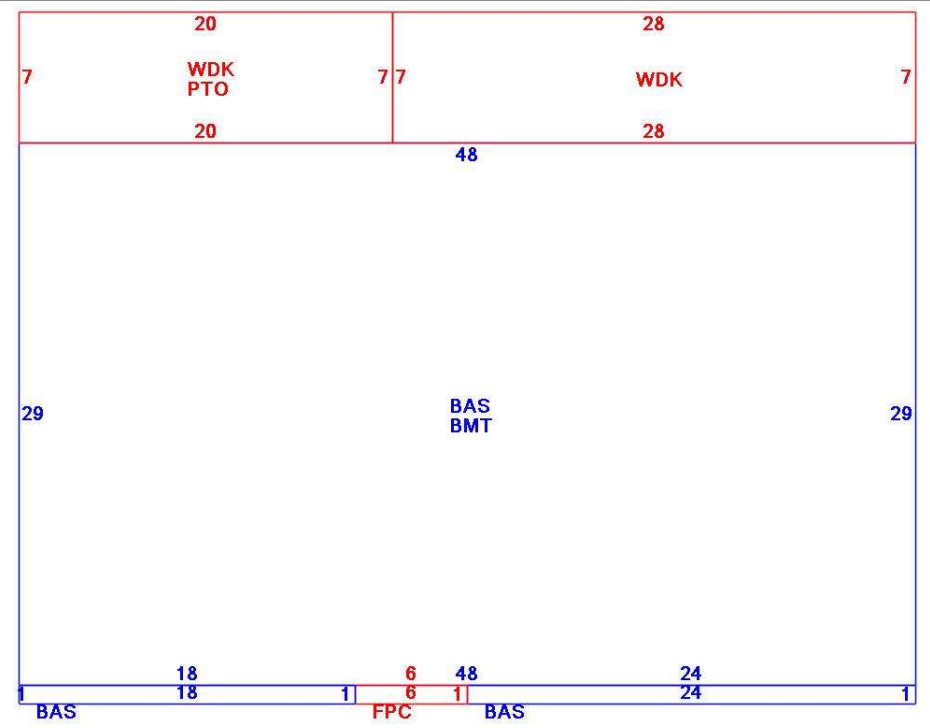 20 28
7 WDK 7 7 WDK 7
PTO
20 28
48
29 BAS 29
BMT
18 6 48 24
1 18 1 6 1 24 1
BAS FPC BAS